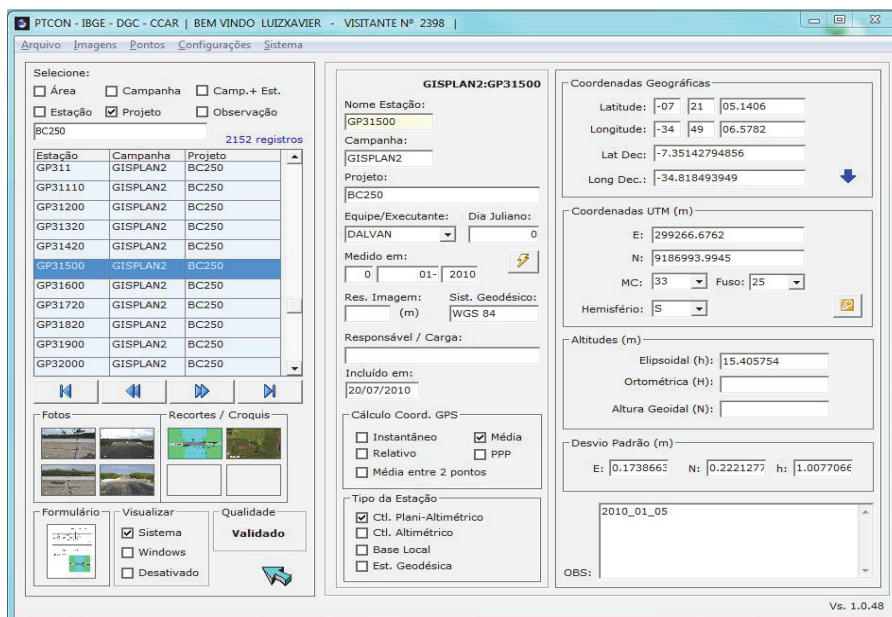 PTCON - IBGE - DGC - CCAR | BEM VINDO LUIZXAVIER - VISITANTE Nº 2398 |
Arquivo Imagens Pontos Configurações Sistema
Selecione:
Área Campanha Camp.+ Est.
Estação Projeto Observação
BC250
2152 registros
Estação Campanha Projeto
GP311 GISPLAN2 BC250
GP31110 GISPLAN2 BC250
GP31200 GISPLAN2 BC250
GP31320 GISPLAN2 BC250
GP31420 GISPLAN2 BC250
GP31500 GISPLAN2 BC250
GP31600 GISPLAN2 BC250
GP31720 GISPLAN2 BC250
GP31820 GISPLAN2 BC250
GP31900 GISPLAN2 BC250
GP32000 GISPLAN2 BC250
Fotos
Recortes / Croquis
Formulário
Visualizar
Sistema
Windows
Desativado
Qualidade
Validado
GISPLAN2:GP31500
Nome Estação:
GP31500
Campanha:
GISPLAN2
Projeto:
BC250
Equipe/Executante: Dia Juliano:
DALVAN 0
Medido em:
0 01- 2010
Res. Imagem: Sist. Geodésico:
(m) WGS 84
Responsável / Carga:
Incluído em:
20/07/2010
Cálculo Coord. GPS
Instantâneo Média
Relativo PPP
Média entre 2 pontos
Tipo da Estação
Ctl. Plani-Altimétrico
Ctl. Altimétrico
Base Local
Est. Geodésica
Coordenadas Geográficas
Latitude: -07 21 05.1406
Longitude: -34 49 06.5782
Lat Dec: -7.35142794856
Long Dec.: -34.818493949
Coordenadas UTM (m)
E: 299266.6762
N: 9186993.9945
MC: 33 Fuso: 25
Hemisfério: S
Altitudes (m)
Elipsoidal (h): 15.405754
Ortométrica (H):
Altura Geoidal (N):
Desvio Padrão (m)
E: 0.1738663 N: 0.2221277 h: 1.0077066
2010_01_05
OBS:
Vs. 1.0.48